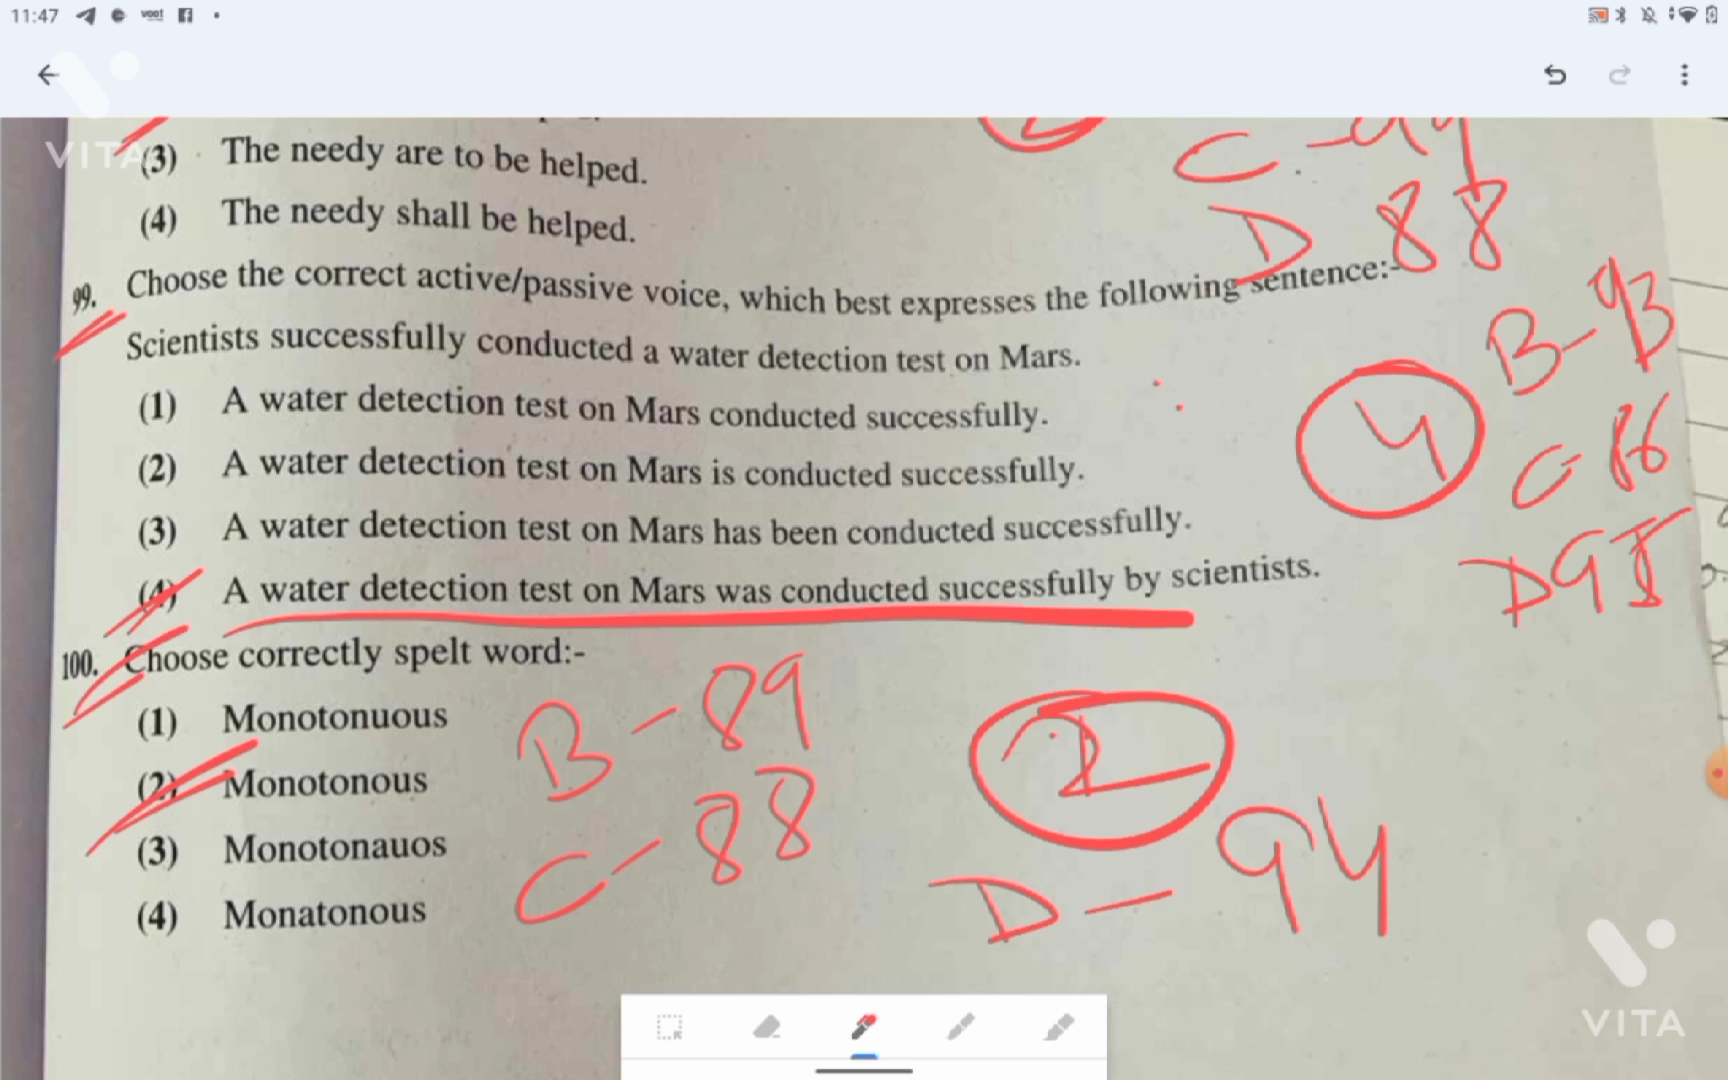 11:47
VITA
(3) The needy are to be helped.
C - 99
(4) The needy shall be helped.
D 88
99. Choose the correct active/passive voice, which best expresses the following sentence:-
Scientists successfully conducted a water detection test on Mars.
B-93
(1) A water detection test on Mars conducted successfully.
4
C 86
(2) A water detection test on Mars is conducted successfully.
(3) A water detection test on Mars has been conducted successfully.
D 95
(4) A water detection test on Mars was conducted successfully by scientists.
100. Choose correctly spelt word:-
(1) Monotonuous
B - 89
2
(2) Monotonous
(3) Monotonauos
C - 88
D - 94
(4) Monatonous
VITA